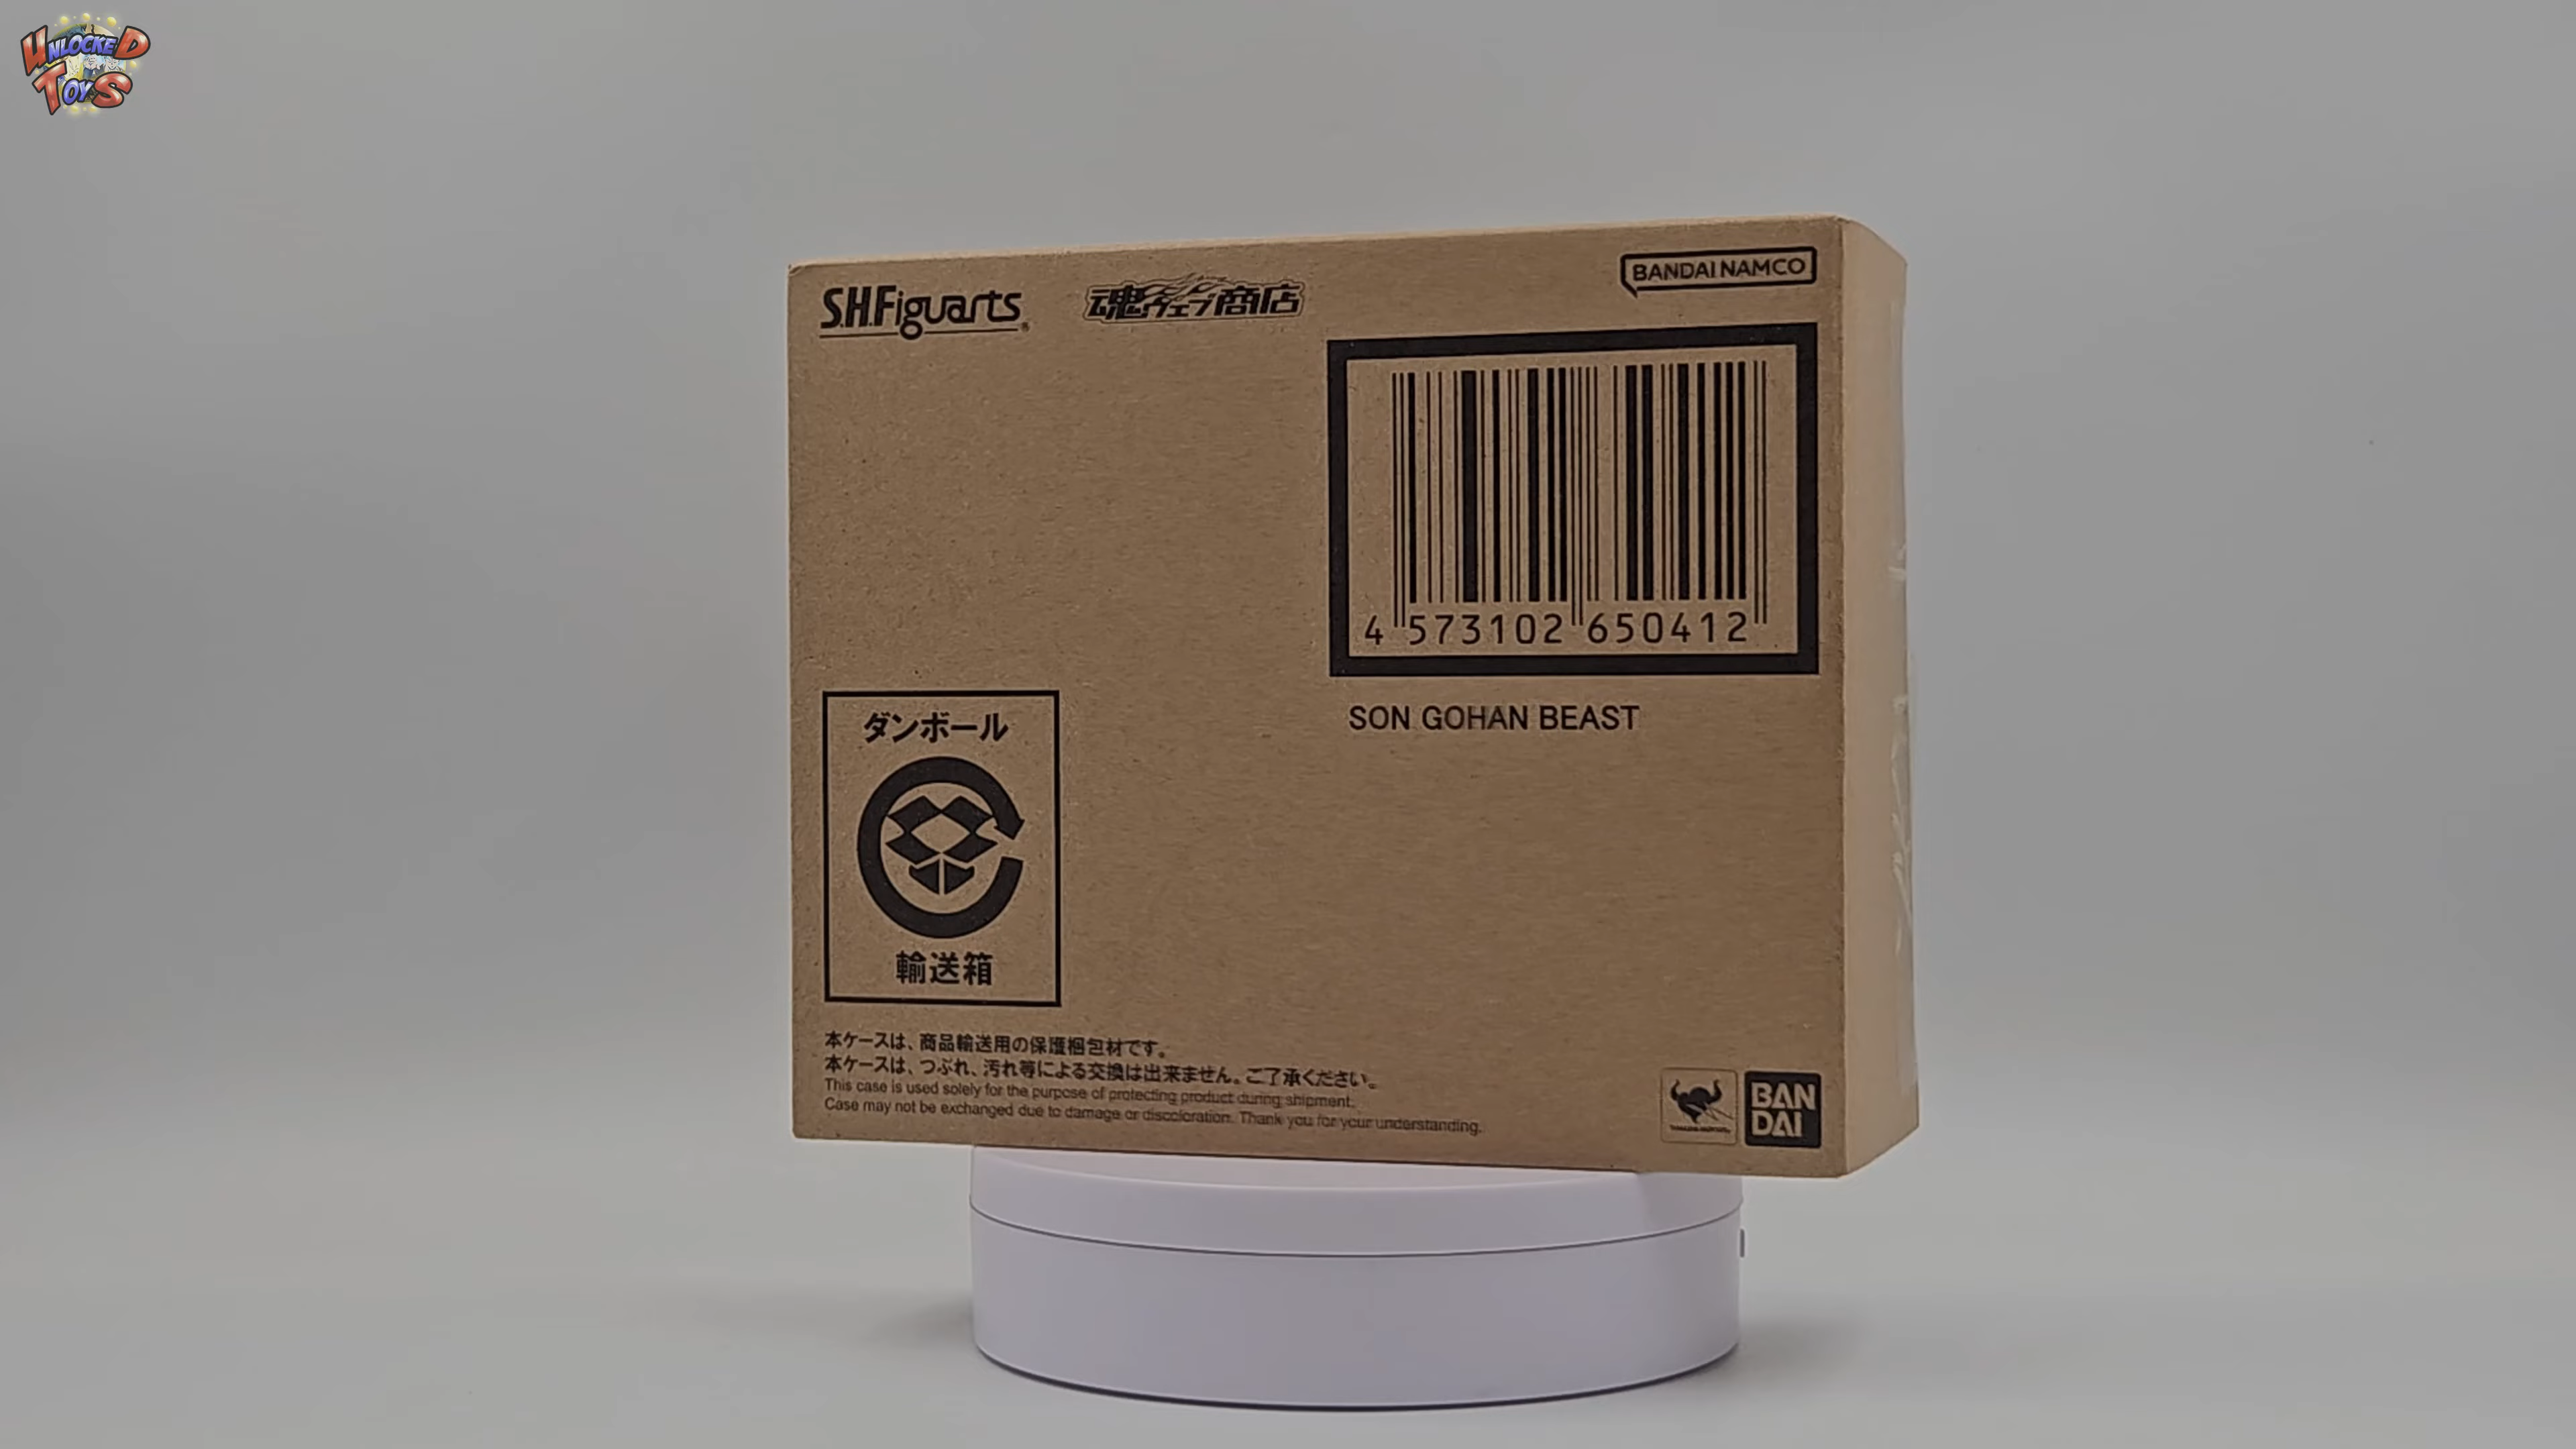 UNLOCKED
TOYS
S.H.Figuarts
魂ウェブ商店
BANDAI NAMCO
4 573102 650412
SON GOHAN BEAST
ダンボール
輸送箱
本ケースは、商品輸送用の保護梱包材です。
本ケースは、つぶれ、汚れ等による交換は出来ません。ご了承ください。
This case is used solely for the purpose of protecting product during shipment.
Case may not be exchanged due to damage or discoloration. Thank you for your understanding.
BAN
DAI